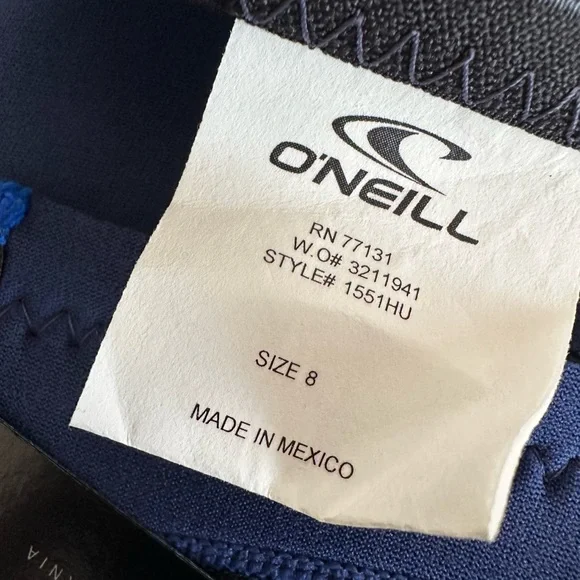 O'NEILL
RN 77131
W.O# 3211941
STYLE# 1551HU
SIZE 8
MADE IN MEXICO